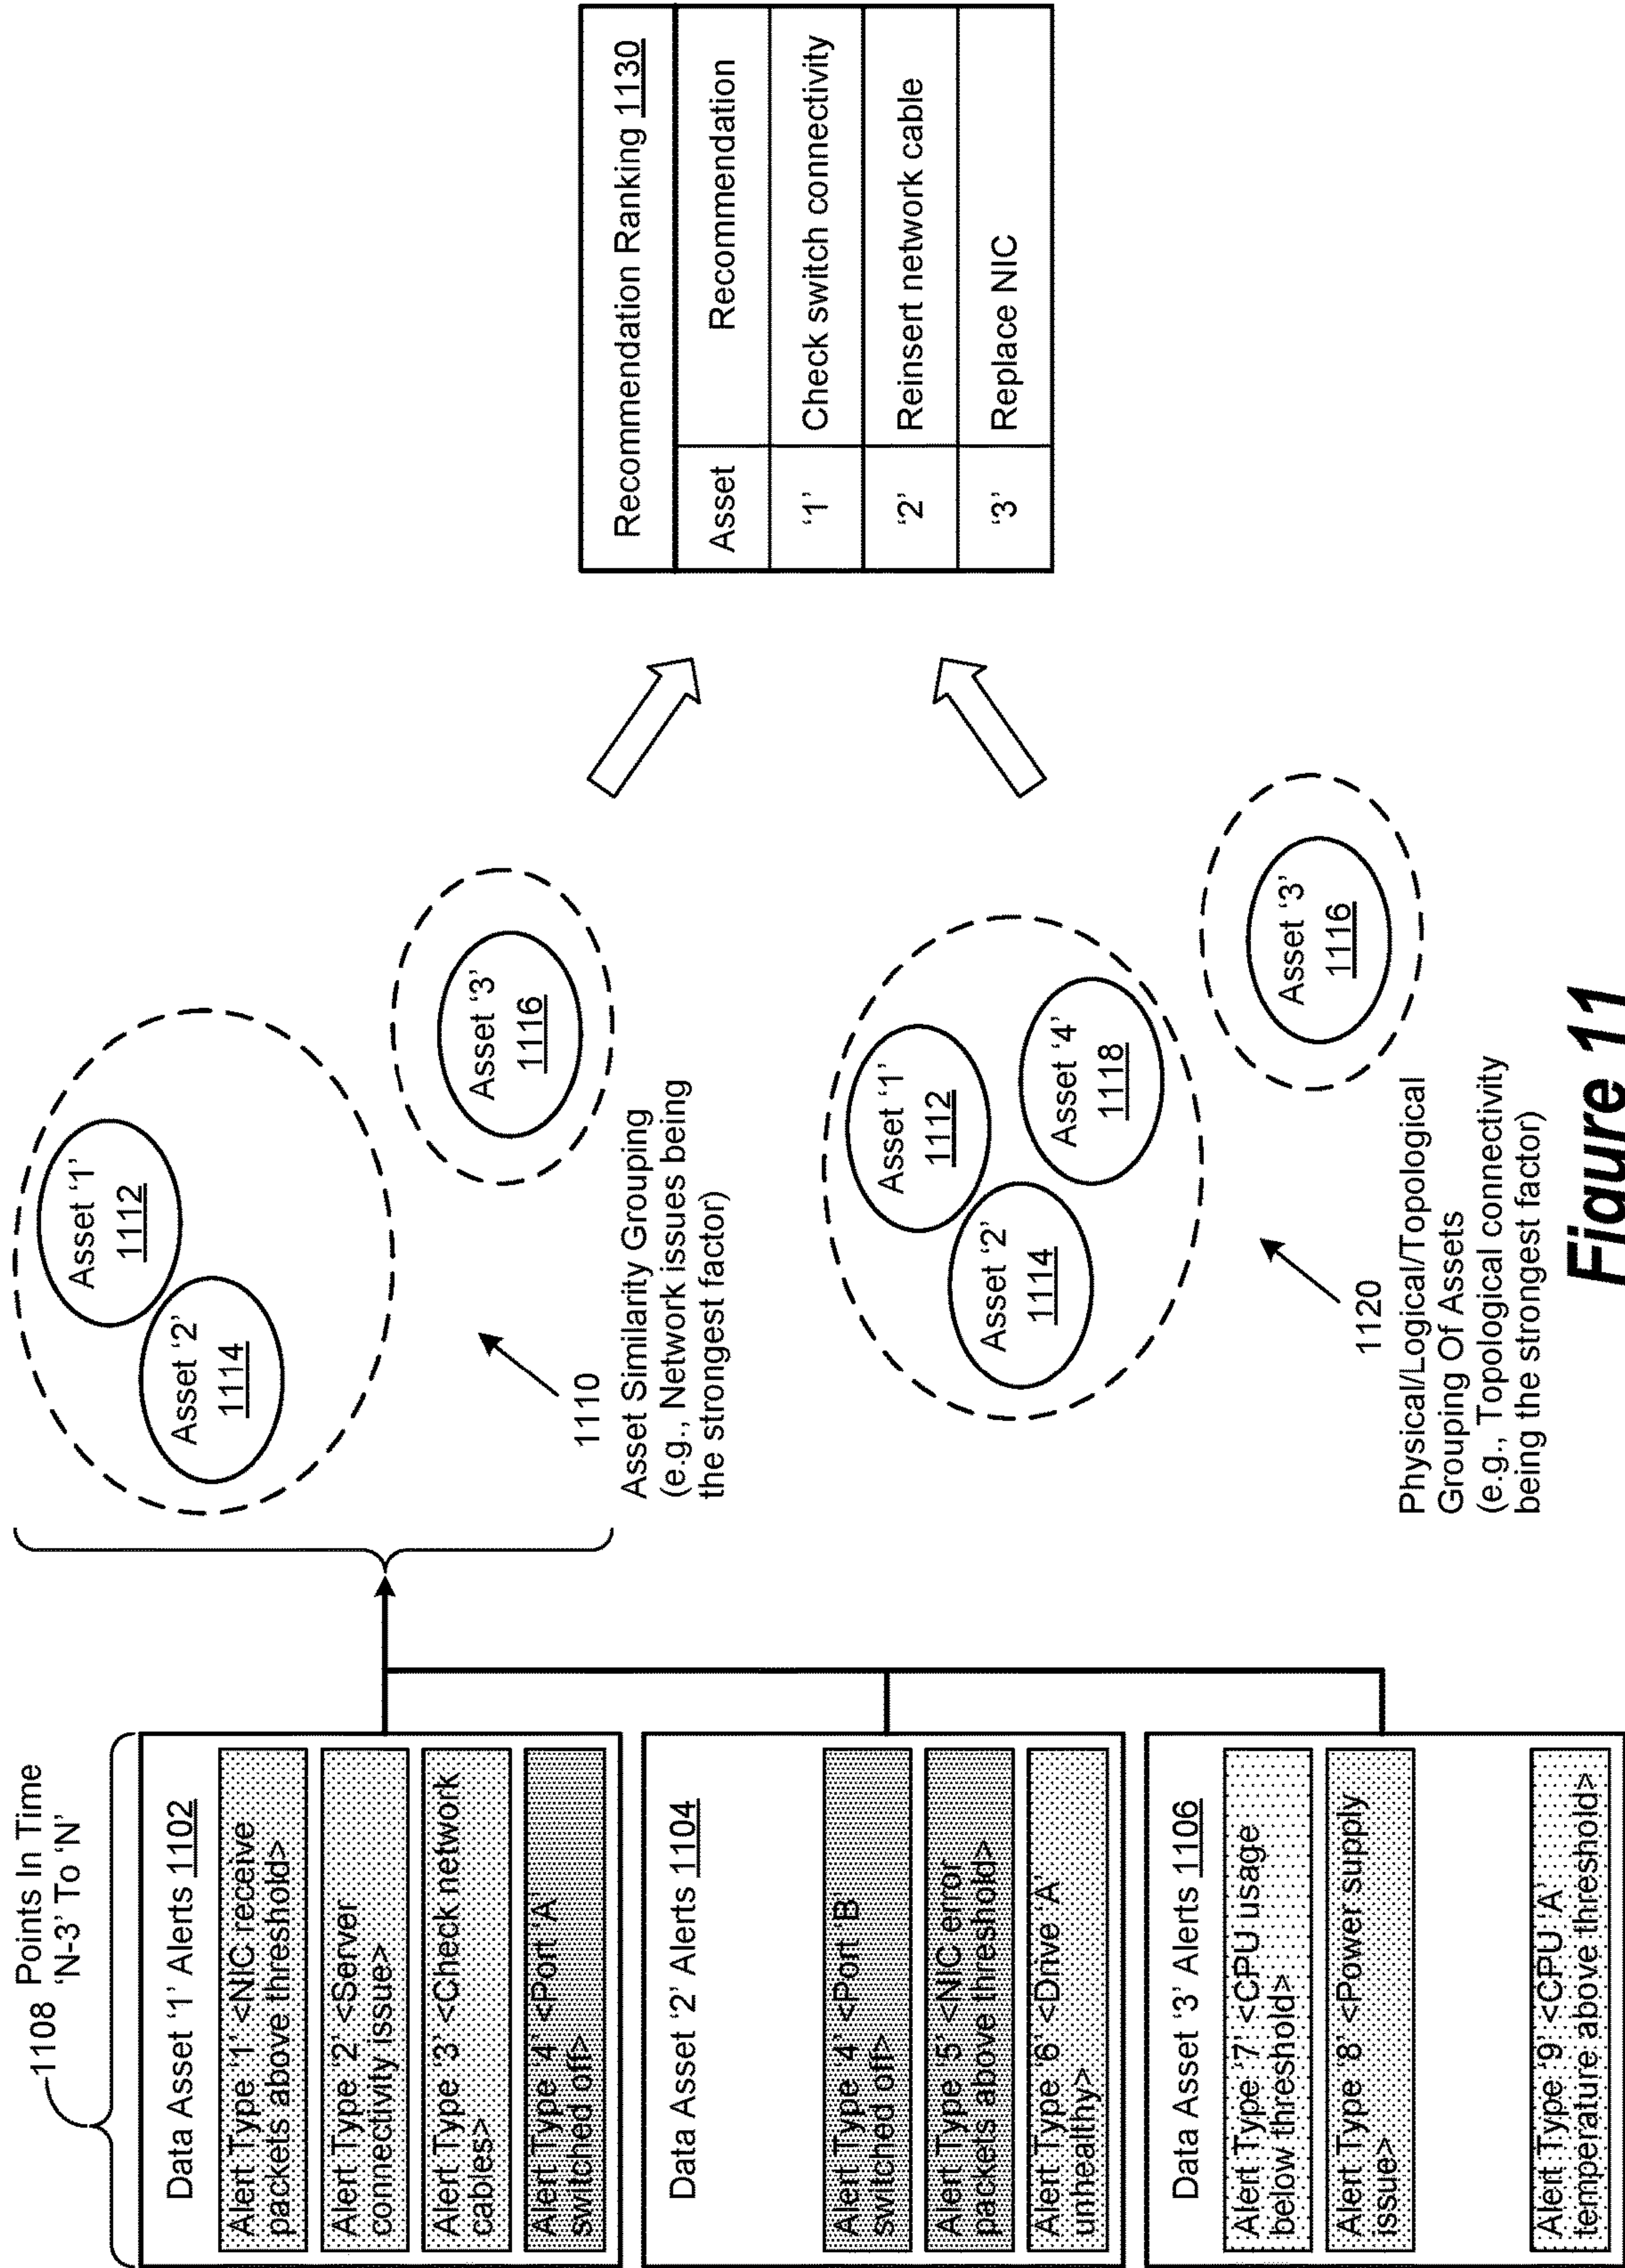 1108 Points In Time
‘N-3’ To ‘N’
Data Asset ‘1’ Alerts 1102
Alert Type ‘1’ <NIC receive
packets above threshold>
Alert Type ‘2’ <Server
connectivity issue>
Alert Type ‘3’ <Check network
cables>
Alert Type ‘4’ <Port ‘A’
switched off>
Data Asset ‘2’ Alerts 1104
Alert Type ‘4’ <Port ‘B
switched off>
Alert Type ‘5’ <NIC error
packets above threshold>
Alert Type ‘6’ <Drive ‘A
unhealthy>
Data Asset ‘3’ Alerts 1106
Alert Type ‘7’ <CPU usage
below threshold>
Alert Type ‘8’ <Power supply
issue>
Alert Type ‘9’ <CPU ‘A’
temperature above threshold>
Asset ‘1’
1112
Asset ‘2’
1114
Asset ‘3’
1116
1110
Asset Similarity Grouping
(e.g., Network issues being
the strongest factor)
Asset ‘1’
1112
Asset ‘2’
1114
Asset ‘4’
1118
Asset ‘3’
1116
1120
Physical/Logical/Topological
Grouping Of Assets
(e.g., Topological connectivity
being the strongest factor)
Recommendation Ranking 1130
Asset Recommendation
‘1’ Check switch connectivity
‘2’ Reinsert network cable
‘3’ Replace NIC
Figure 11